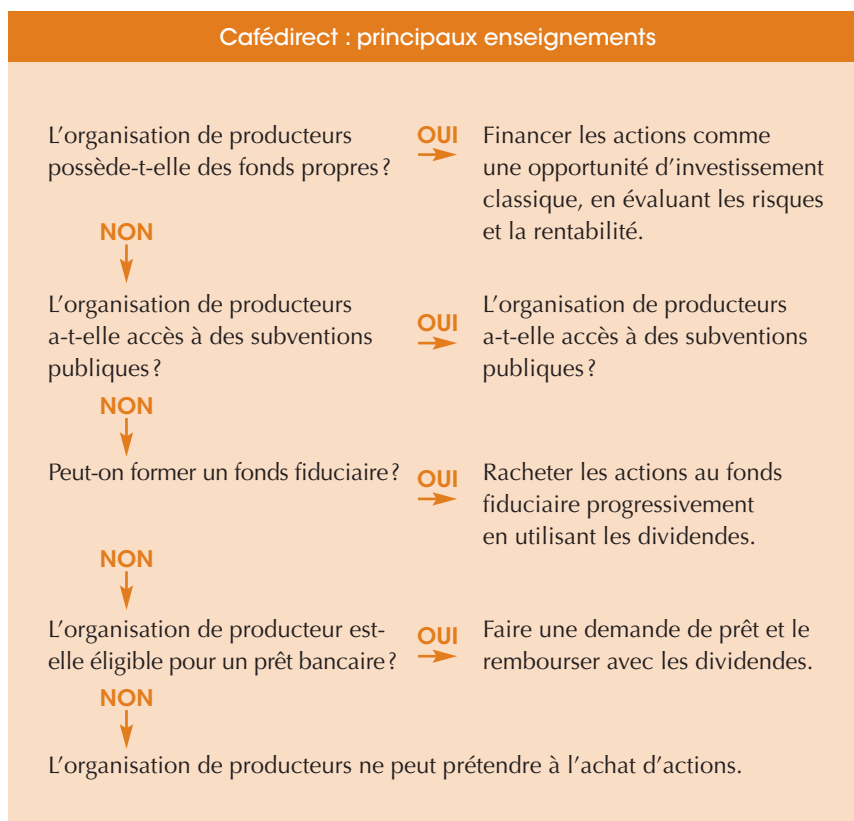 Cafédirect : principaux enseignements
L'organisation de producteurs
possède-t-elle des fonds propres ?
OUI
Financer les actions comme
une opportunité d'investissement
classique, en évaluant les risques
et la rentabilité.
NON
L'organisation de producteurs
a-t-elle accès à des subventions
publiques ?
OUI
L'organisation de producteurs
a-t-elle accès à des subventions
publiques ?
NON
Peut-on former un fonds fiduciaire ?
OUI
Racheter les actions au fonds
fiduciaire progressivement
en utilisant les dividendes.
NON
L'organisation de producteur est-
elle éligible pour un prêt bancaire ?
OUI
Faire une demande de prêt et le
rembourser avec les dividendes.
NON
L'organisation de producteurs ne peut prétendre à l'achat d'actions.